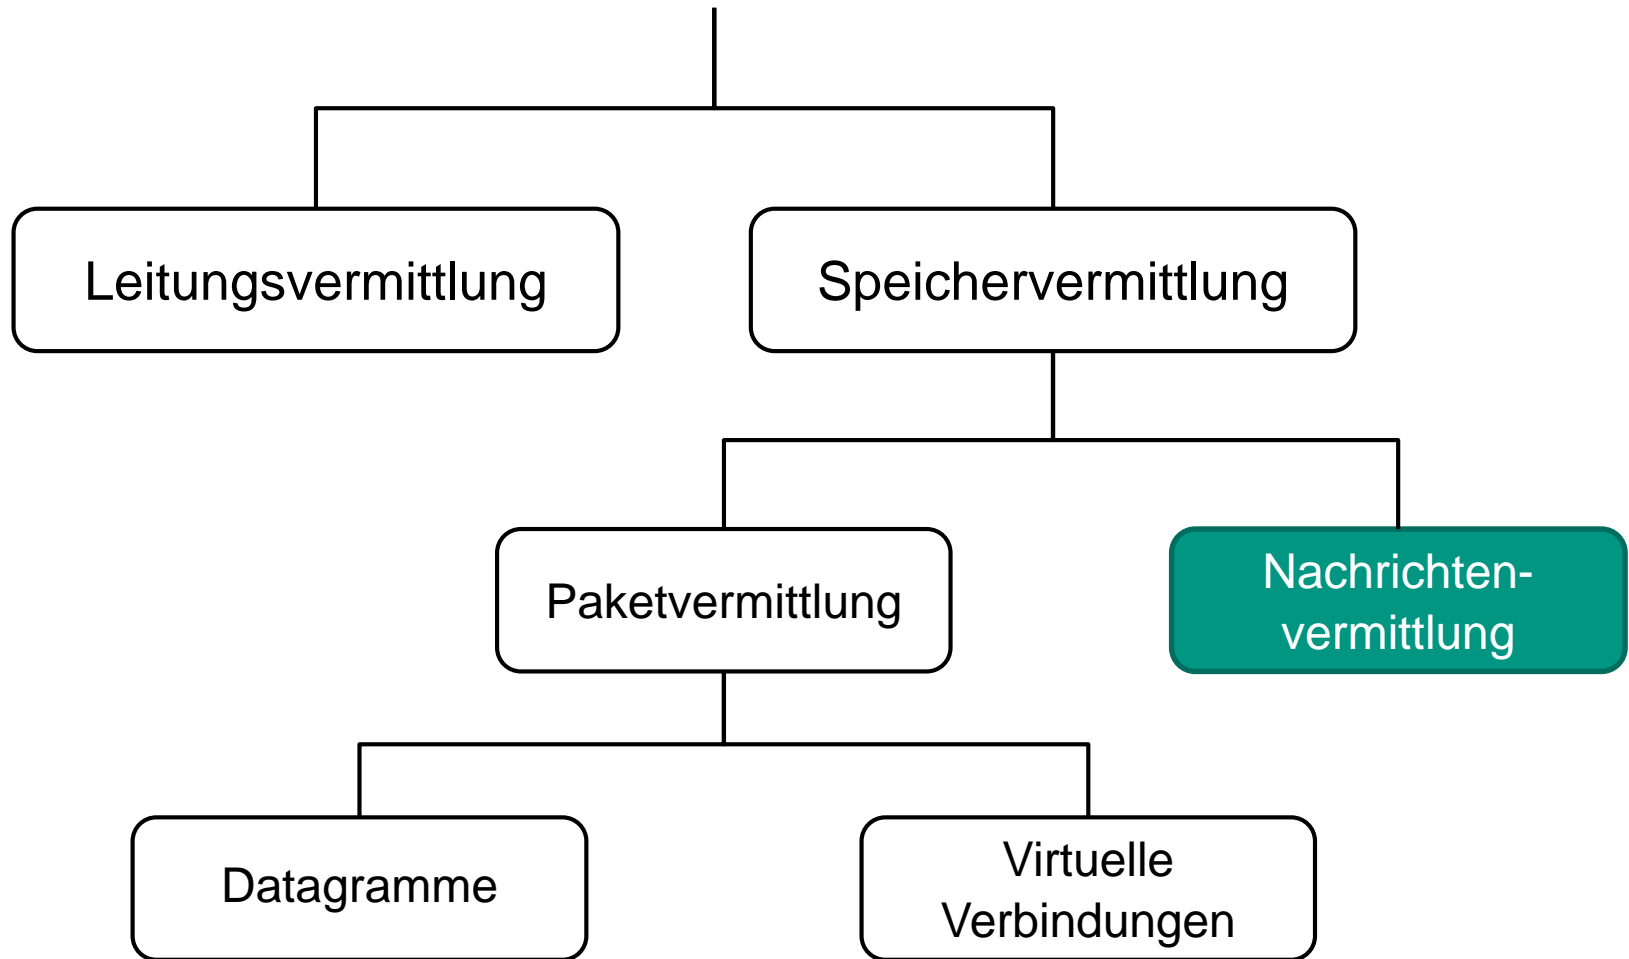 Leitungsvermittlung
Speichervermittlung
Paketvermittlung
Nachrichten-
vermittlung
Datagramme
Virtuelle
Verbindungen